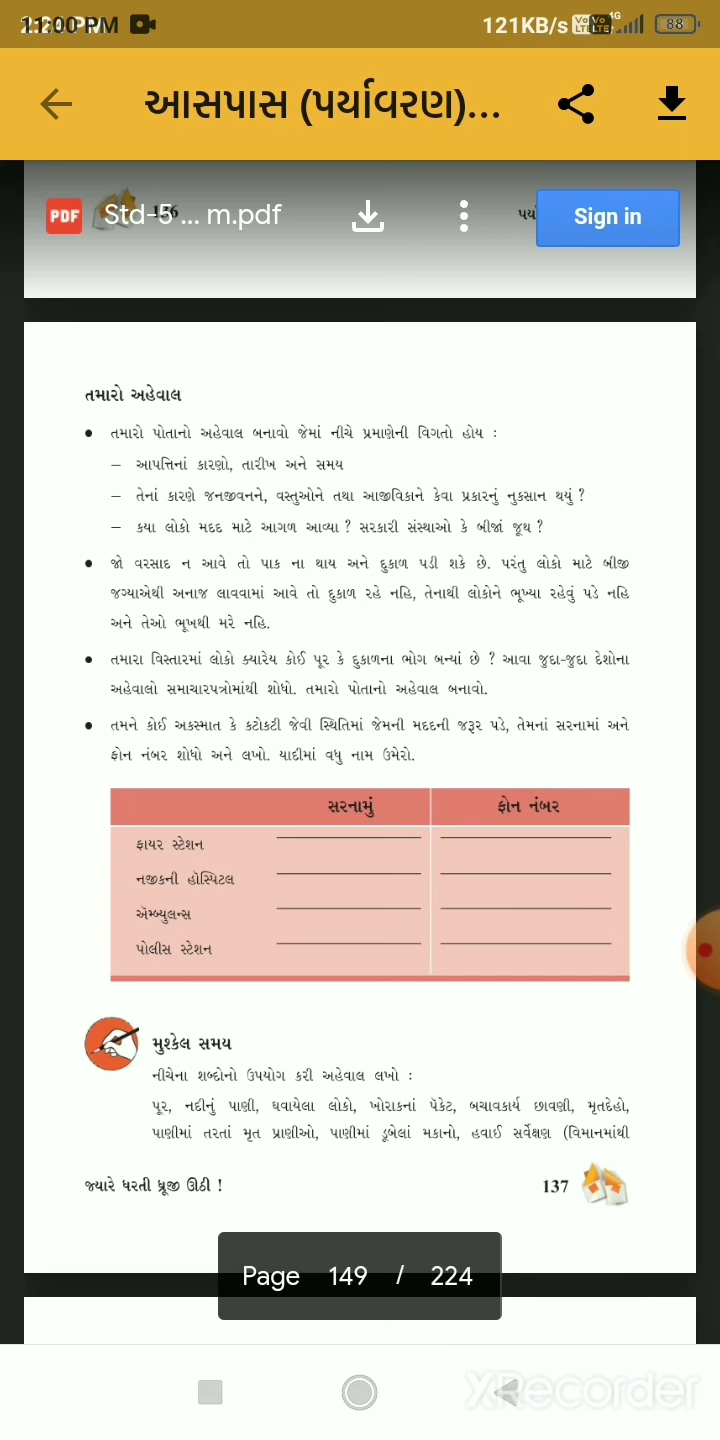 121KB/s
4G
88
આસપાસ (પર્યાવરણ)...
PDF
Std-5 ... m.pdf
136
Sign in
તમારો અહેવાલ
• તમારો પોતાનો અહેવાલ બનાવો જેમાં નીચે પ્રમાણેની વિગતો હોય :
– આપત્તિનાં કારણો, તારીખ અને સમય
– તેનાં કારણે જનજીવનને, વસ્તુઓને તથા આજીવિકાને કેવા પ્રકારનું નુકસાન થયું ?
– કયા લોકો મદદ માટે આગળ આવ્યા ? સરકારી સંસ્થાઓ કે બીજાં જૂથ ?
• જો વરસાદ ન આવે તો પાક ના થાય અને દુકાળ પડી શકે છે. પરંતુ લોકો માટે બીજી
જગ્યાએથી અનાજ લાવવામાં આવે તો દુકાળ રહે નહિ, તેનાથી લોકોને ભૂખ્યા રહેવું પડે નહિ
અને તેઓ ભૂખથી મરે નહિ.
• તમારા વિસ્તારમાં લોકો ક્યારેય કોઈ પૂર કે દુકાળના ભોગ બન્યાં છે ? આવા જુદા-જુદા દેશોના
અહેવાલો સમાચારપત્રોમાંથી શોધો. તમારો પોતાનો અહેવાલ બનાવો.
• તમને કોઈ અકસ્માત કે કટોકટી જેવી સ્થિતિમાં જેમની મદદની જરૂર પડે, તેમનાં સરનામાં અને
ફોન નંબર શોધો અને લખો. યાદીમાં વધુ નામ ઉમેરો.
સરનામું ફોન નંબર
ફાયર સ્ટેશન
નજીકની હૉસ્પિટલ
ઍમ્બ્યુલન્સ
પોલીસ સ્ટેશન
મુશ્કેલ સમય
નીચેના શબ્દોનો ઉપયોગ કરી અહેવાલ લખો :
પૂર, નદીનું પાણી, ઘવાયેલા લોકો, ખોરાકનાં પૅકેટ, બચાવકાર્ય છાવણી, મૃતદેહો,
પાણીમાં તરતાં મૃત પ્રાણીઓ, પાણીમાં ડૂબેલાં મકાનો, હવાઈ સર્વેક્ષણ (વિમાનમાંથી
જ્યારે ધરતી ધ્રૂજી ઊઠી !
137
Page 149 / 224
XRecorder